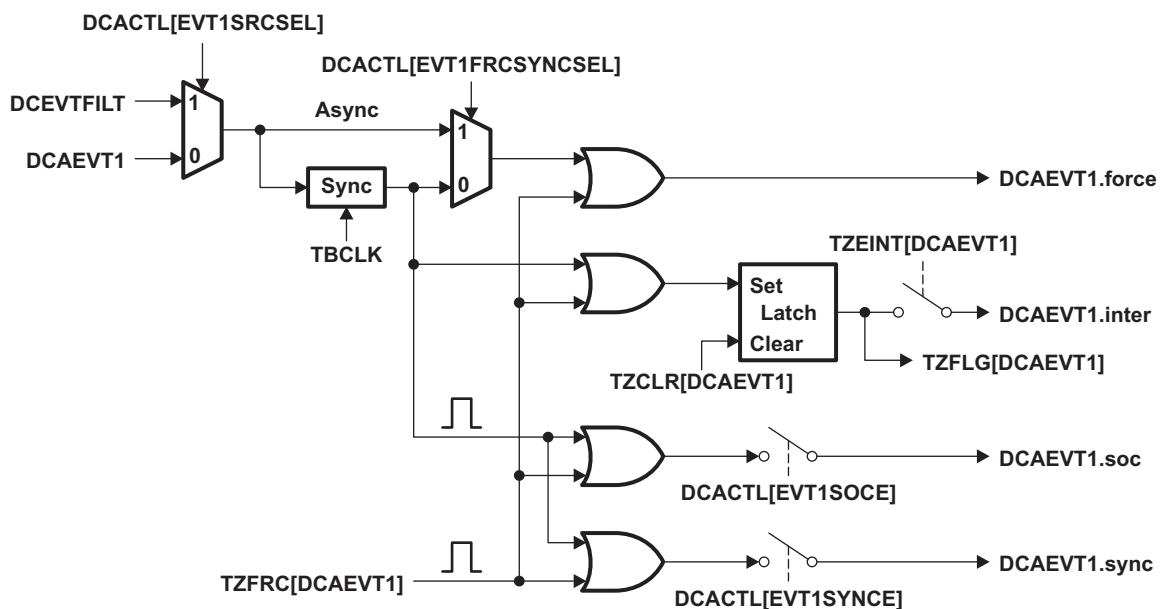 DCACTL[EVT1SRCSEL]
DCACTL[EVT1FRCSYNCSEL]
DCEVTFILT
1
Async
1
DCAEVT1
0
Sync
0
DCAEVT1.force
TBCLK
TZEINT[DCAEVT1]
Set
Latch
DCAEVT1.inter
Clear
TZCLR[DCAEVT1]
TZFLG[DCAEVT1]
DCAEVT1.soc
DCACTL[EVT1SOCE]
DCAEVT1.sync
TZFRC[DCAEVT1]
DCACTL[EVT1SYNCE]